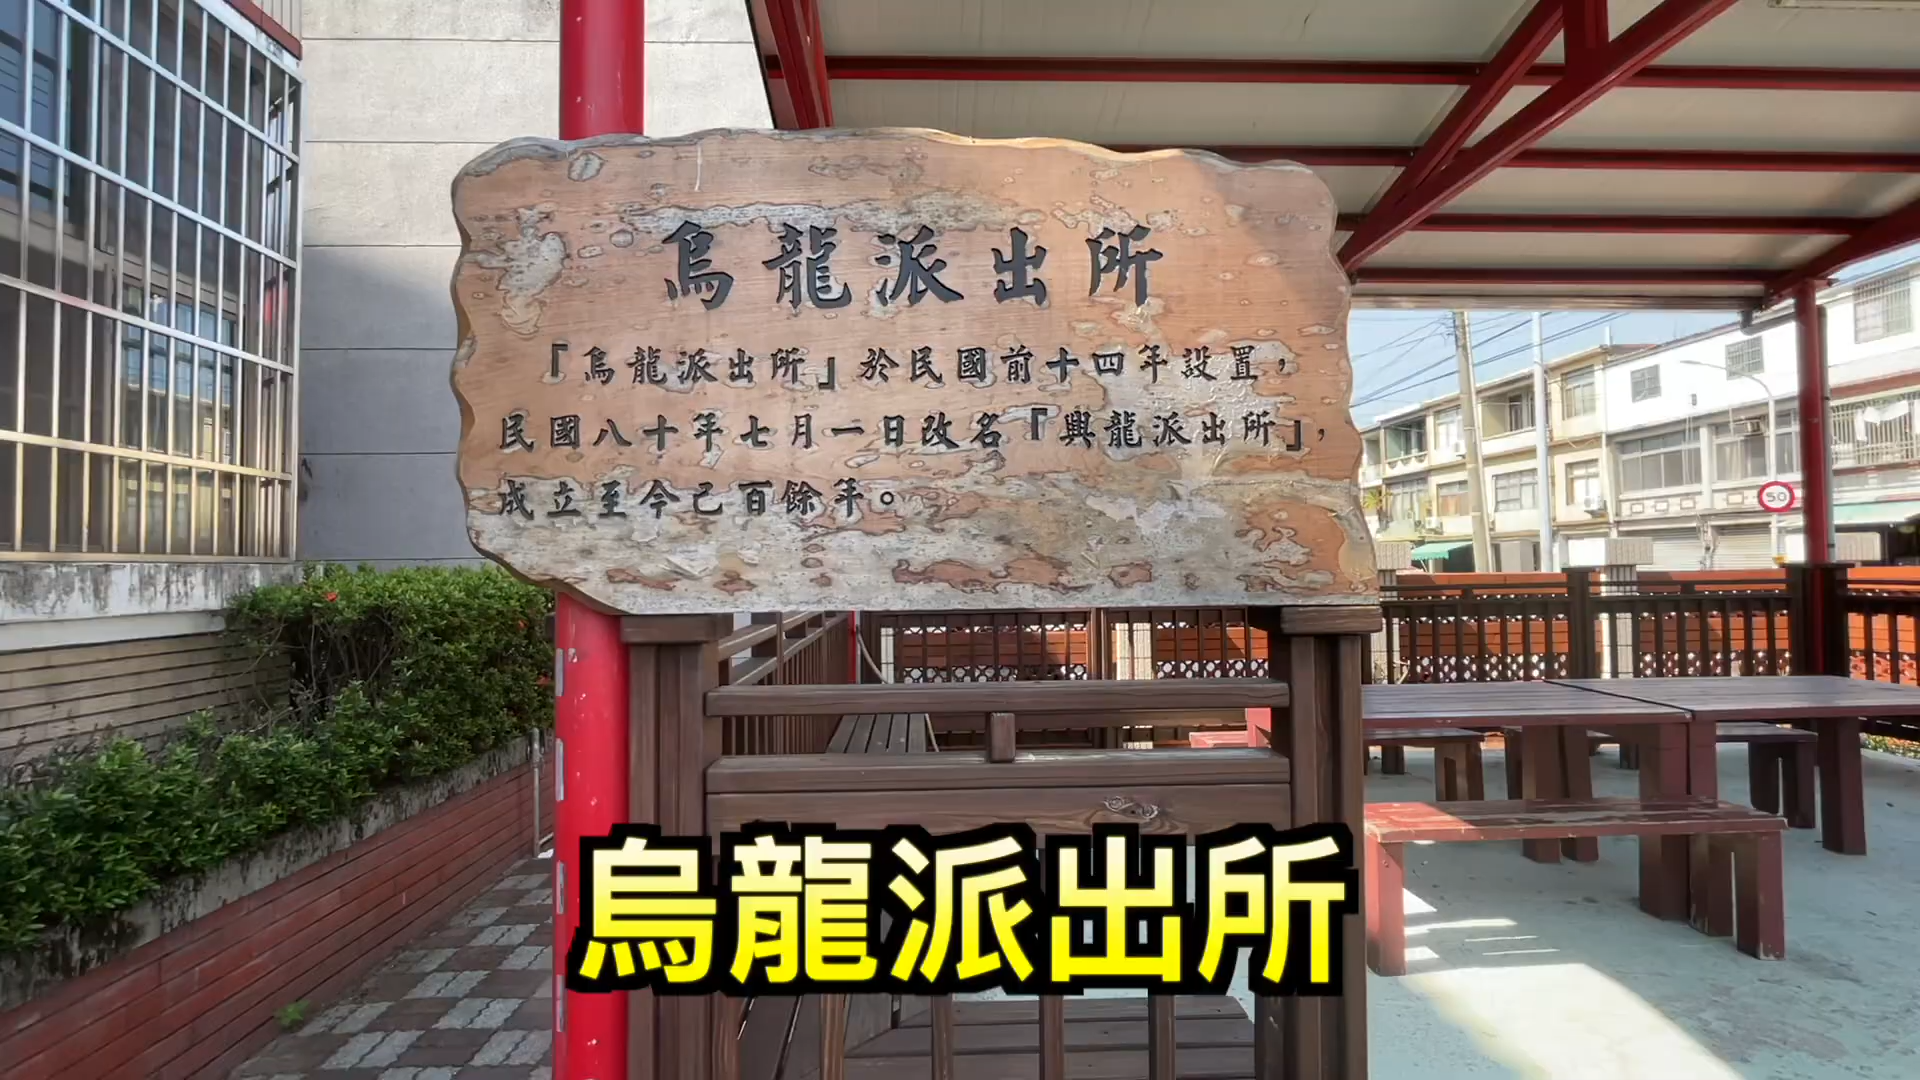 烏龍派出所
「烏龍派出所」於民國前十四年設置，
民國八十年七月一日改名「興龍派出所」，
成立至今已百餘年。
50
烏龍派出所